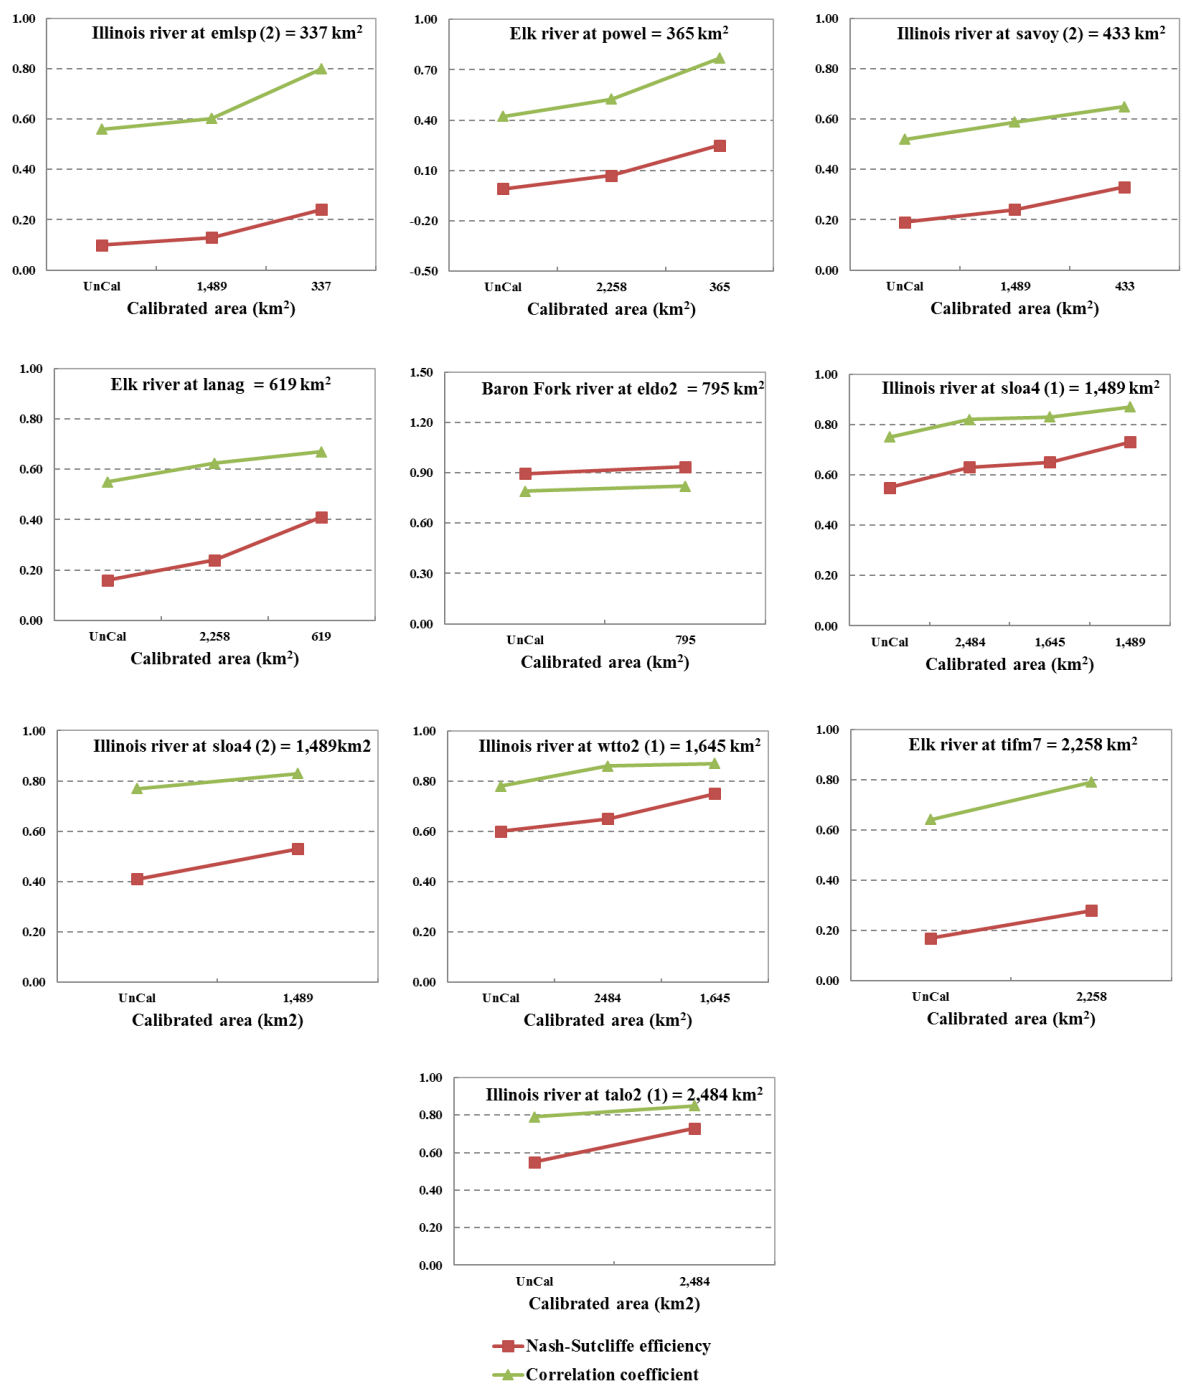 Illinois river at emlsp (2) = 337 km²
1.00
0.80
0.60
0.40
0.20
0.00
UnCal 1,489 337
Calibrated area (km²)
Elk river at powel = 365 km²
1.00
0.70
0.40
0.10
-0.20
-0.50
UnCal 2,258 365
Calibrated area (km²)
Illinois river at savoy (2) = 433 km²
1.00
0.80
0.60
0.40
0.20
0.00
UnCal 1,489 433
Calibrated area (km²)
Elk river at lanag = 619 km²
1.00
0.80
0.60
0.40
0.20
0.00
UnCal 2,258 619
Calibrated area (km²)
Baron Fork river at eldo2 = 795 km²
1.50
1.20
0.90
0.60
0.30
0.00
UnCal 795
Calibrated area (km²)
Illinois river at sloa4 (1) = 1,489 km²
1.00
0.80
0.60
0.40
0.20
0.00
UnCal 2,484 1,645 1,489
Calibrated area (km²)
Illinois river at sloa4 (2) = 1,489km2
1.00
0.80
0.60
0.40
0.20
0.00
UnCal 1,489
Calibrated area (km2)
Illinois river at wtto2 (1) = 1,645 km²
1.00
0.80
0.60
0.40
0.20
0.00
UnCal 2484 1,645
Calibrated area (km²)
Elk river at tifm7 = 2,258 km²
1.00
0.80
0.60
0.40
0.20
0.00
UnCal 2,258
Calibrated area (km²)
Illinois river at talo2 (1) = 2,484 km²
1.00
0.80
0.60
0.40
0.20
0.00
UnCal 2,484
Calibrated area (km2)
Nash-Sutcliffe efficiency
Correlation coefficient